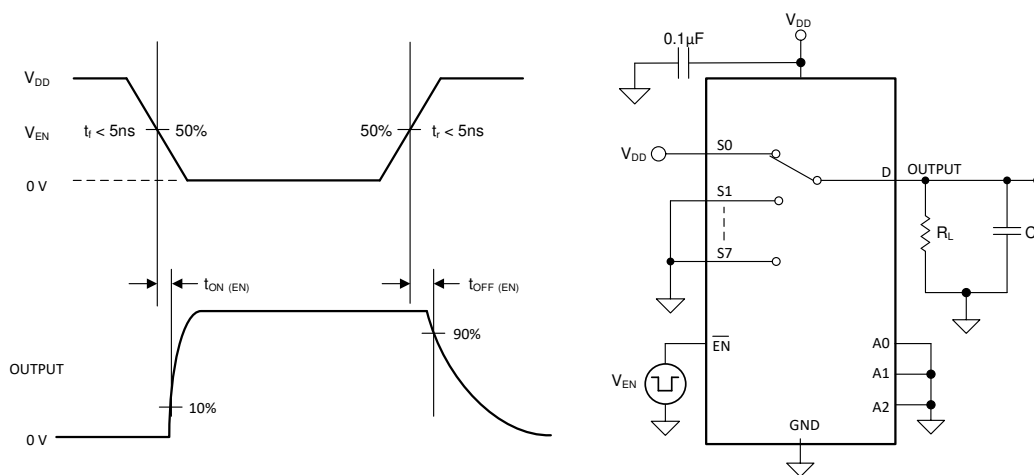 V_DD
V_EN
t_f < 5ns
50%
50%
t_r < 5ns
0 V
t_ON (EN)
t_OFF (EN)
90%
OUTPUT
10%
0 V
V_DD
0.1µF
V_DD
S0
S1
S7
D
OUTPUT
R_L
C
EN
V_EN
A0
A1
A2
GND